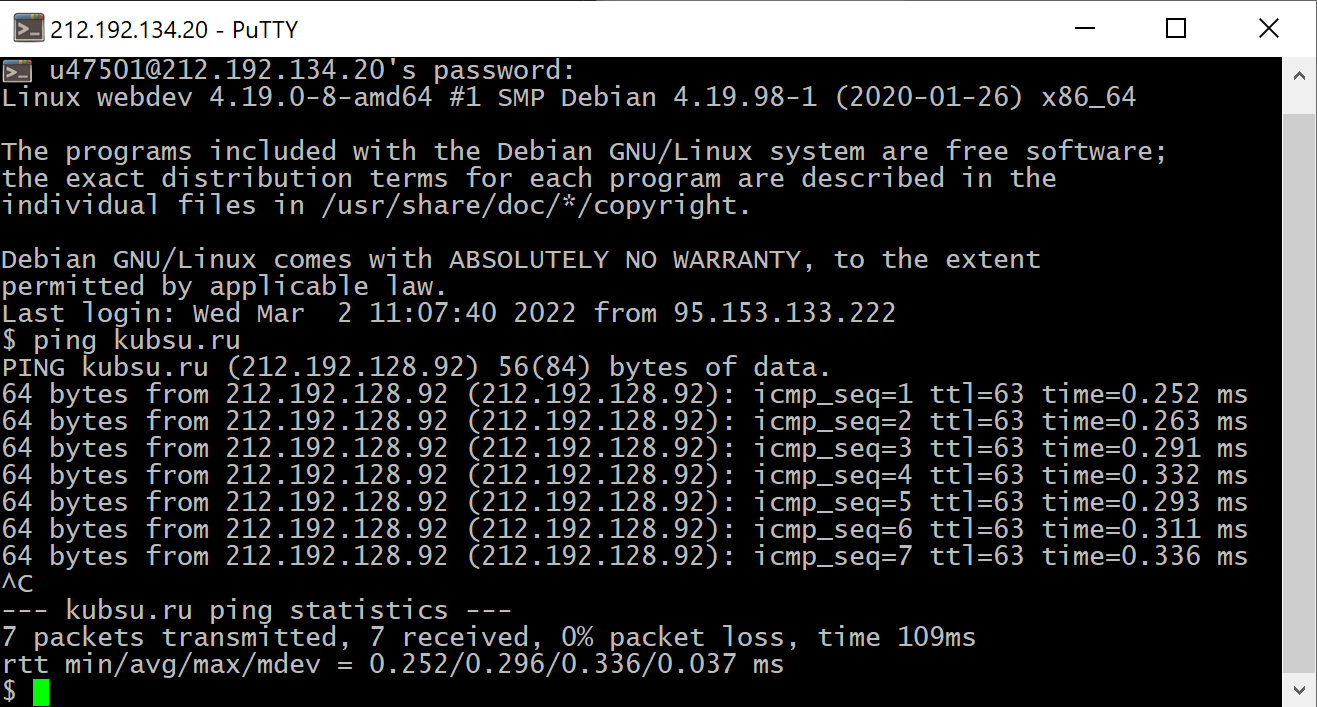 212.192.134.20 - PuTTY
u47501@212.192.134.20's password:
Linux webdev 4.19.0-8-amd64 #1 SMP Debian 4.19.98-1 (2020-01-26) x86_64
The programs included with the Debian GNU/Linux system are free software;
the exact distribution terms for each program are described in the
individual files in /usr/share/doc/*/copyright.
Debian GNU/Linux comes with ABSOLUTELY NO WARRANTY, to the extent
permitted by applicable law.
Last login: Wed Mar  2 11:07:40 2022 from 95.153.133.222
$ ping kubsu.ru
PING kubsu.ru (212.192.128.92) 56(84) bytes of data.
64 bytes from 212.192.128.92 (212.192.128.92): icmp_seq=1 ttl=63 time=0.252 ms
64 bytes from 212.192.128.92 (212.192.128.92): icmp_seq=2 ttl=63 time=0.263 ms
64 bytes from 212.192.128.92 (212.192.128.92): icmp_seq=3 ttl=63 time=0.291 ms
64 bytes from 212.192.128.92 (212.192.128.92): icmp_seq=4 ttl=63 time=0.332 ms
64 bytes from 212.192.128.92 (212.192.128.92): icmp_seq=5 ttl=63 time=0.293 ms
64 bytes from 212.192.128.92 (212.192.128.92): icmp_seq=6 ttl=63 time=0.311 ms
64 bytes from 212.192.128.92 (212.192.128.92): icmp_seq=7 ttl=63 time=0.336 ms
^C
--- kubsu.ru ping statistics ---
7 packets transmitted, 7 received, 0% packet loss, time 109ms
rtt min/avg/max/mdev = 0.252/0.296/0.336/0.037 ms
$